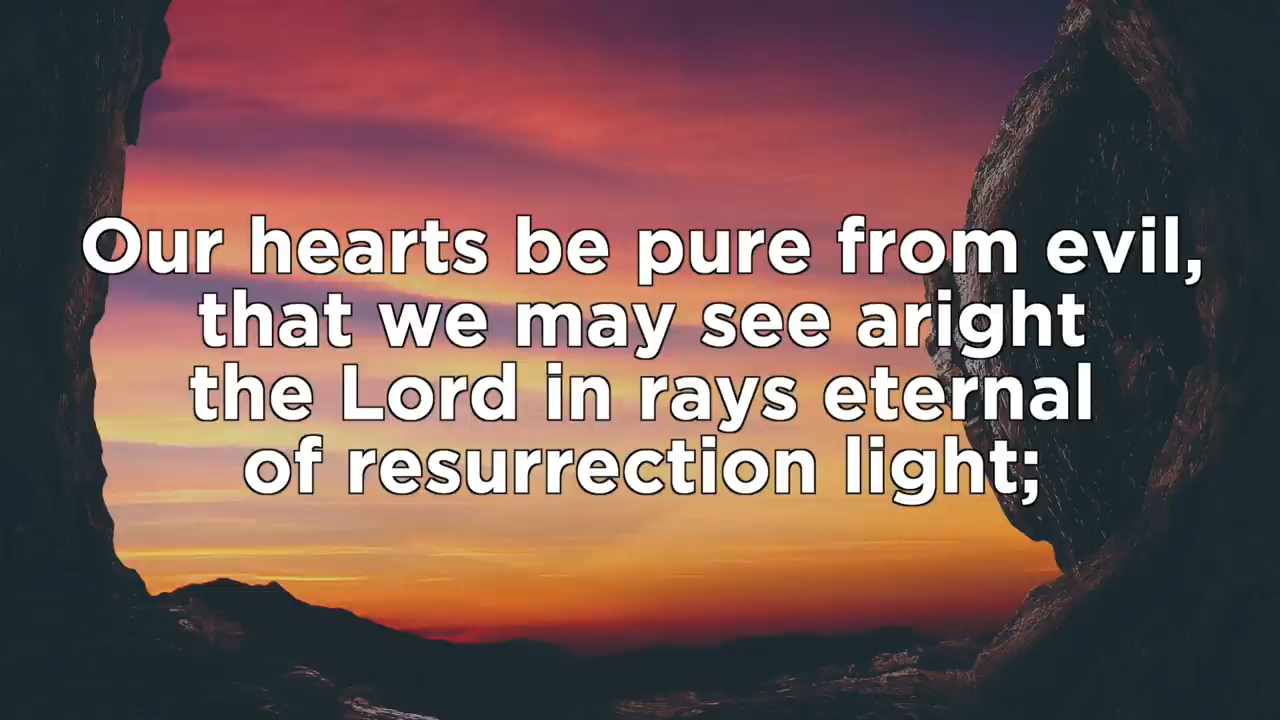 Our hearts be pure from evil,
that we may see aright
the Lord in rays eternal
of resurrection light;